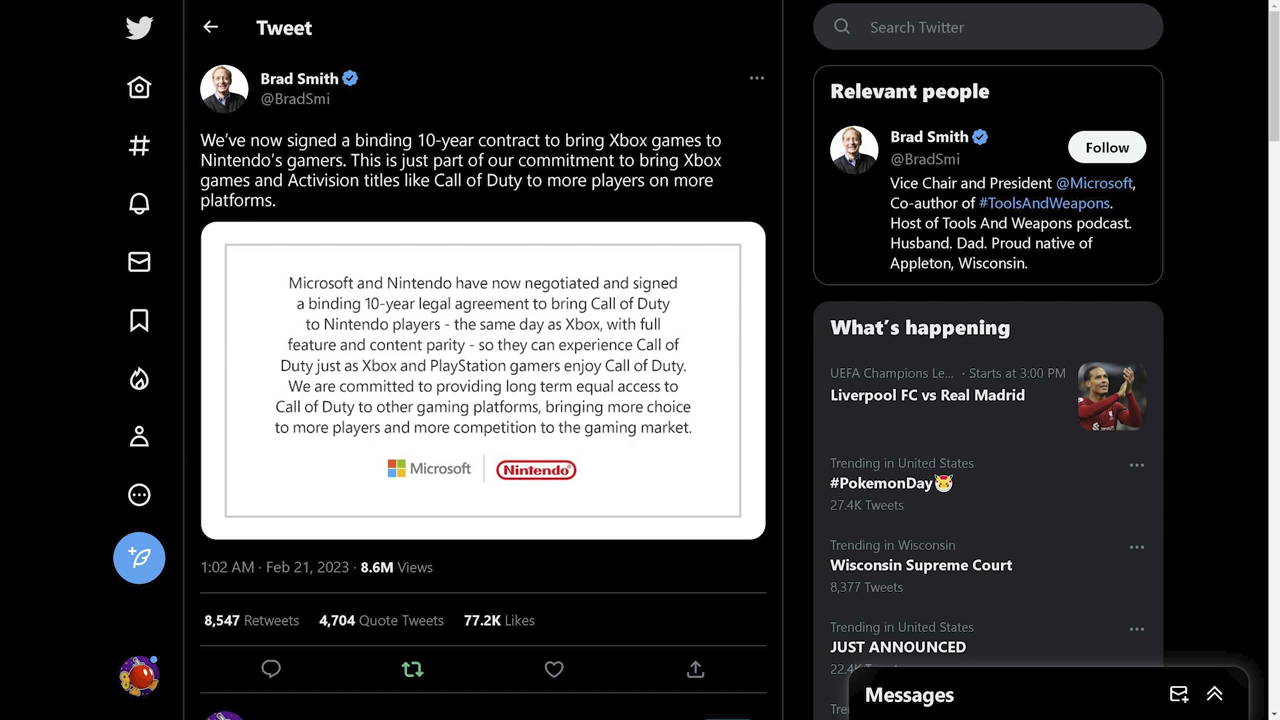 Tweet
Brad Smith
@BradSmi
We've now signed a binding 10-year contract to bring Xbox games to
Nintendo's gamers. This is just part of our commitment to bring Xbox
games and Activision titles like Call of Duty to more players on more
platforms.
Microsoft and Nintendo have now negotiated and signed
a binding 10-year legal agreement to bring Call of Duty
to Nintendo players - the same day as Xbox, with full
feature and content parity - so they can experience Call of
Duty just as Xbox and PlayStation gamers enjoy Call of Duty.
We are committed to providing long term equal access to
Call of Duty to other gaming platforms, bringing more choice
to more players and more competition to the gaming market.
Microsoft
Nintendo
1:02 AM · Feb 21, 2023 · 8.6M Views
8,547 Retweets 4,704 Quote Tweets 77.2K Likes
Search Twitter
Relevant people
Brad Smith
@BradSmi
Follow
Vice Chair and President @Microsoft,
Co-author of #ToolsAndWeapons.
Host of Tools And Weapons podcast.
Husband. Dad. Proud native of
Appleton, Wisconsin.
What's happening
UEFA Champions Le... · Starts at 3:00 PM
Liverpool FC vs Real Madrid
Trending in United States
#PokemonDay
27.4K Tweets
Trending in Wisconsin
Wisconsin Supreme Court
8,377 Tweets
Trending in United States
JUST ANNOUNCED
22.4K
Messages